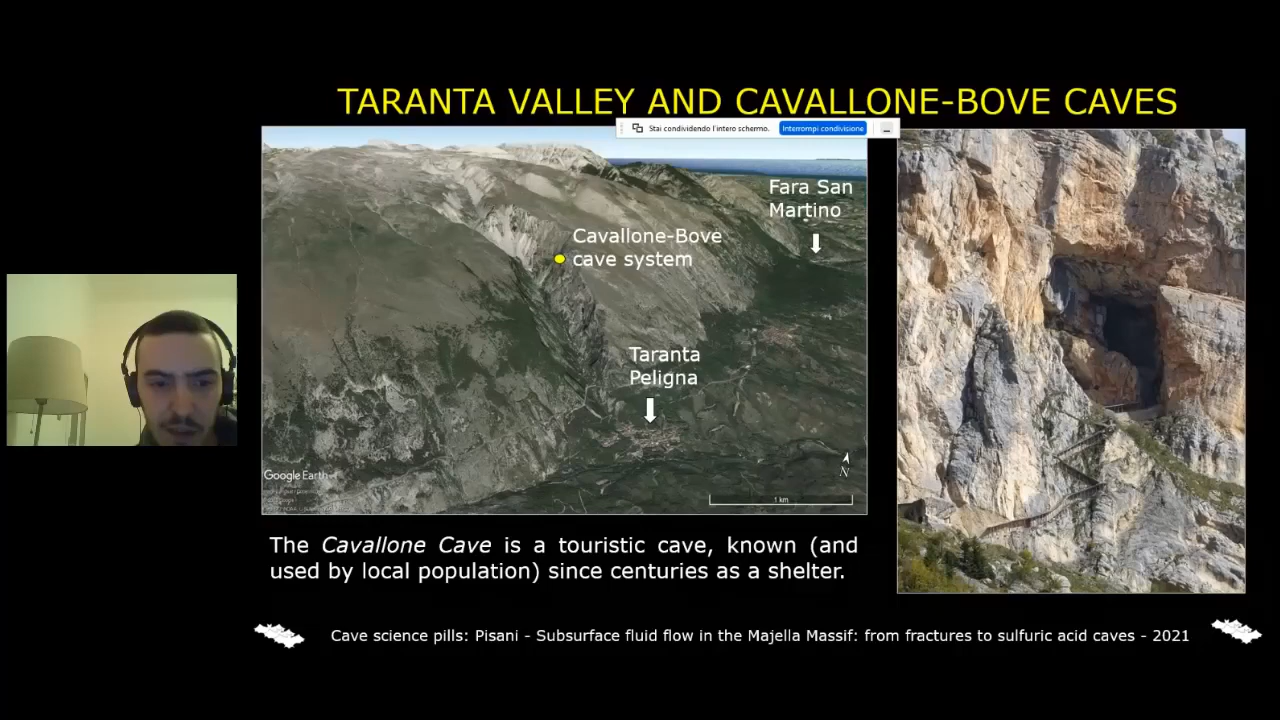 TARANTA VALLEY AND CAVALLONE-BOVE CAVES
Stai condividendo l'intero schermo. Interrompi condivisione
Fara San
Martino
Cavallone-Bove
cave system
Taranta
Peligna
Google Earth
N
1 km
The Cavallone Cave is a touristic cave, known (and
used by local population) since centuries as a shelter.
Cave science pills: Pisani - Subsurface fluid flow in the Majella Massif: from fractures to sulfuric acid caves - 2021